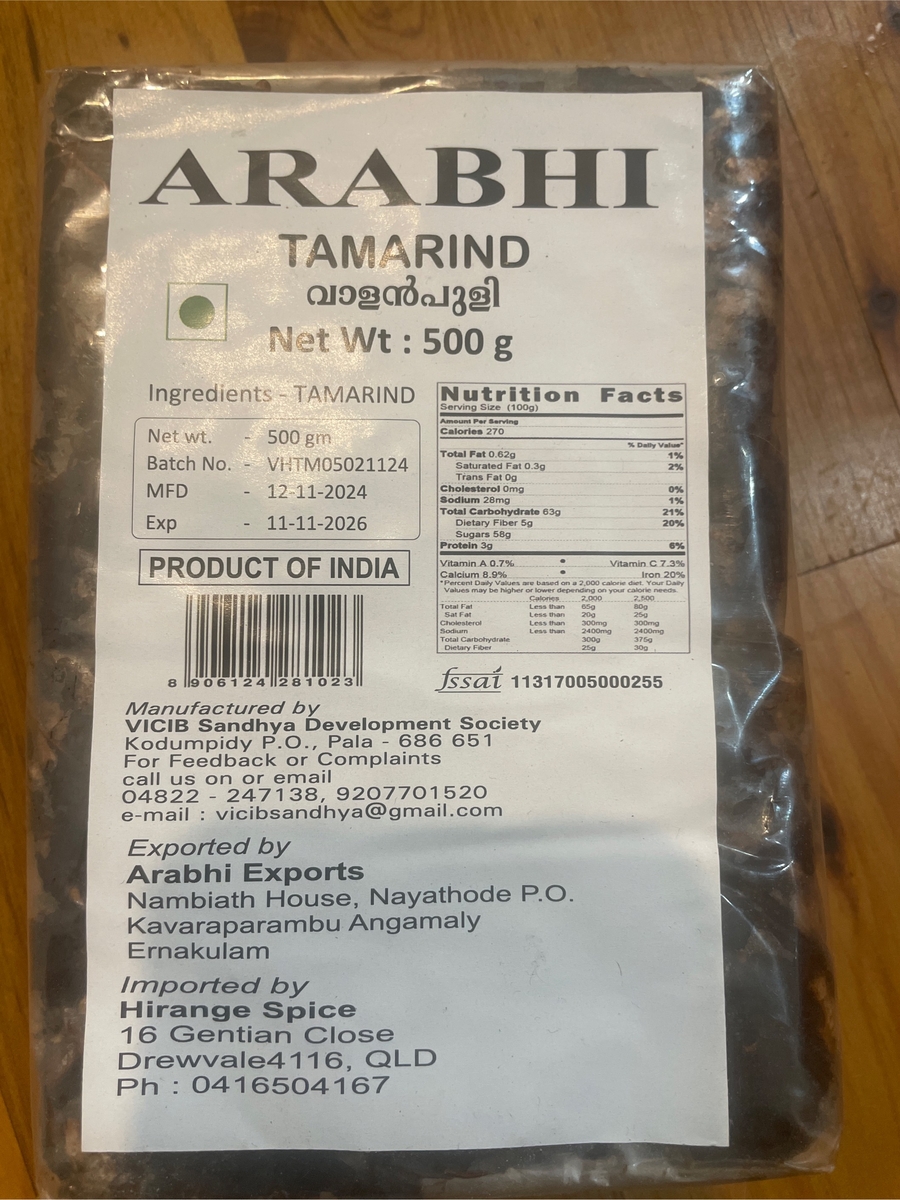 ARABHI
TAMARIND
വാളൻപുളി
Net Wt : 500 g
Ingredients - TAMARIND
Net wt. - 500 gm
Batch No. - VHTM05021124
MFD - 12-11-2024
Exp - 11-11-2026
PRODUCT OF INDIA
8 906124 281023
Nutrition Facts
Serving Size (100g)
Amount Per Serving
Calories 270
% Daily Value*
Total Fat 0.62g 1%
Saturated Fat 0.3g 2%
Trans Fat 0g
Cholesterol 0mg 0%
Sodium 28mg 1%
Total Carbohydrate 63g 21%
Dietary Fiber 5g 20%
Sugars 58g
Protein 3g 6%
Vitamin A 0.7% • Vitamin C 7.3%
Calcium 8.9% • Iron 20%
*Percent Daily Values are based on a 2,000 calorie diet. Your Daily
Values may be higher or lower depending on your calorie needs.
Calories 2,000 2,500
Total Fat Less than 65g 80g
Sat Fat Less than 20g 25g
Cholesterol Less than 300mg 300mg
Sodium Less than 2400mg 2400mg
Total Carbohydrate 300g 375g
Dietary Fiber 25g 30g
fssai 11317005000255
Manufactured by
VICIB Sandhya Development Society
Kodumpidy P.O., Pala - 686 651
For Feedback or Complaints
call us on or email
04822 - 247138, 9207701520
e-mail : vicibsandhya@gmail.com
Exported by
Arabhi Exports
Nambiath House, Nayathode P.O.
Kavaraparambu Angamaly
Ernakulam
Imported by
Hirange Spice
16 Gentian Close
Drewvale4116, QLD
Ph : 0416504167